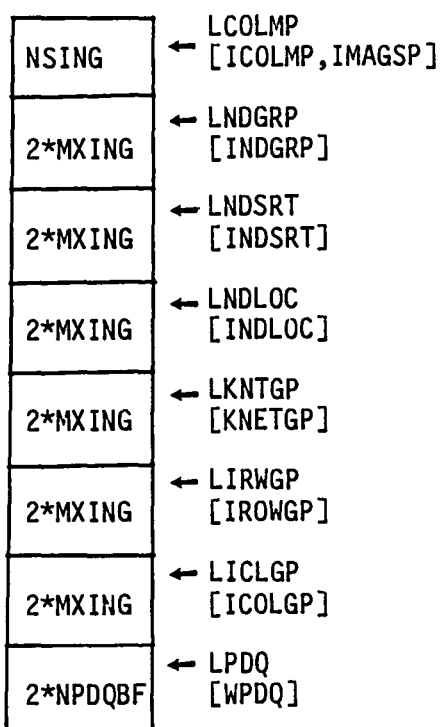 LCOLMP
NSING ← [ICOLMP,IMAGSP]
← LNDGRP
2*MXING [INDGRP]
← LNDSRT
2*MXING [INDSRT]
← LNDLOC
2*MXING [INDLOC]
← LKNTGP
2*MXING [KNETGP]
← LIRWGP
2*MXING [IROWGP]
← LICLGP
2*MXING [ICOLGP]
← LPDQ
2*NPDQBF [WPDQ]